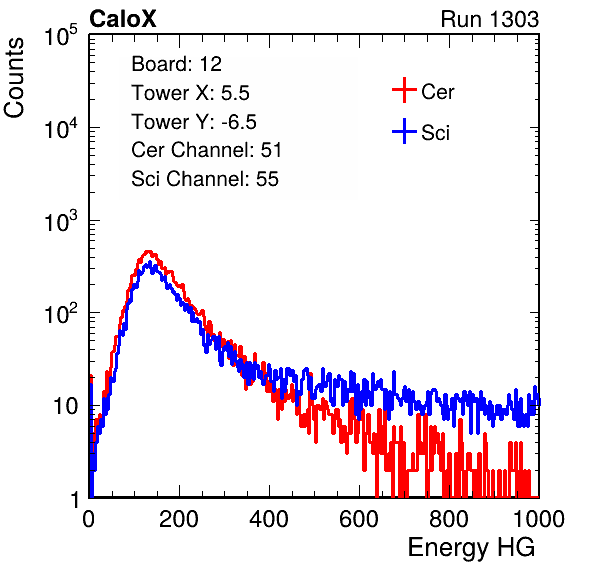 CaloX Run 1303
Counts
Board: 12
Tower X: 5.5
Tower Y: -6.5
Cer Channel: 51
Sci Channel: 55
Cer
Sci
10^5
10^4
10^3
10^2
10
1
0 200 400 600 800 1000
Energy HG